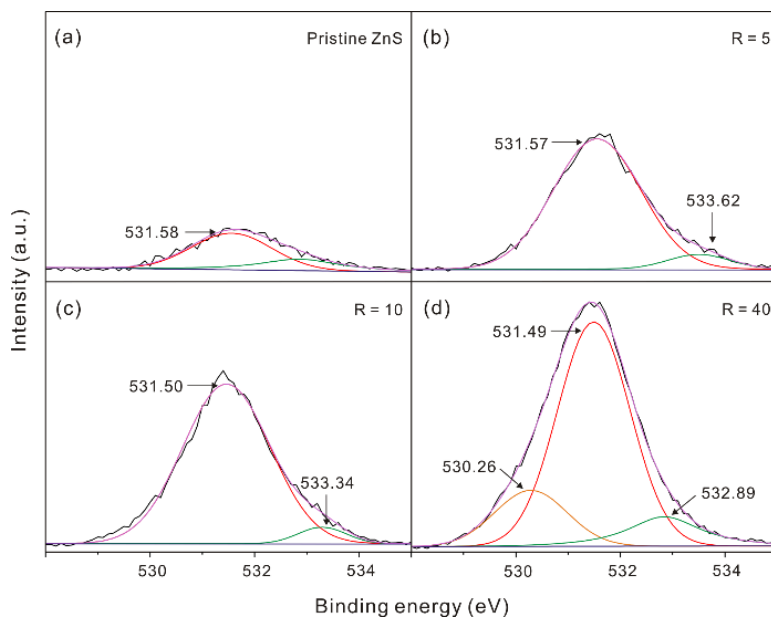 (a)
Pristine ZnS
531.58
(b)
R = 5
531.57
533.62
(c)
R = 10
531.50
533.34
(d)
R = 40
531.49
530.26
532.89
530
532
534
530
532
534
Intensity (a.u.)
Binding energy (eV)